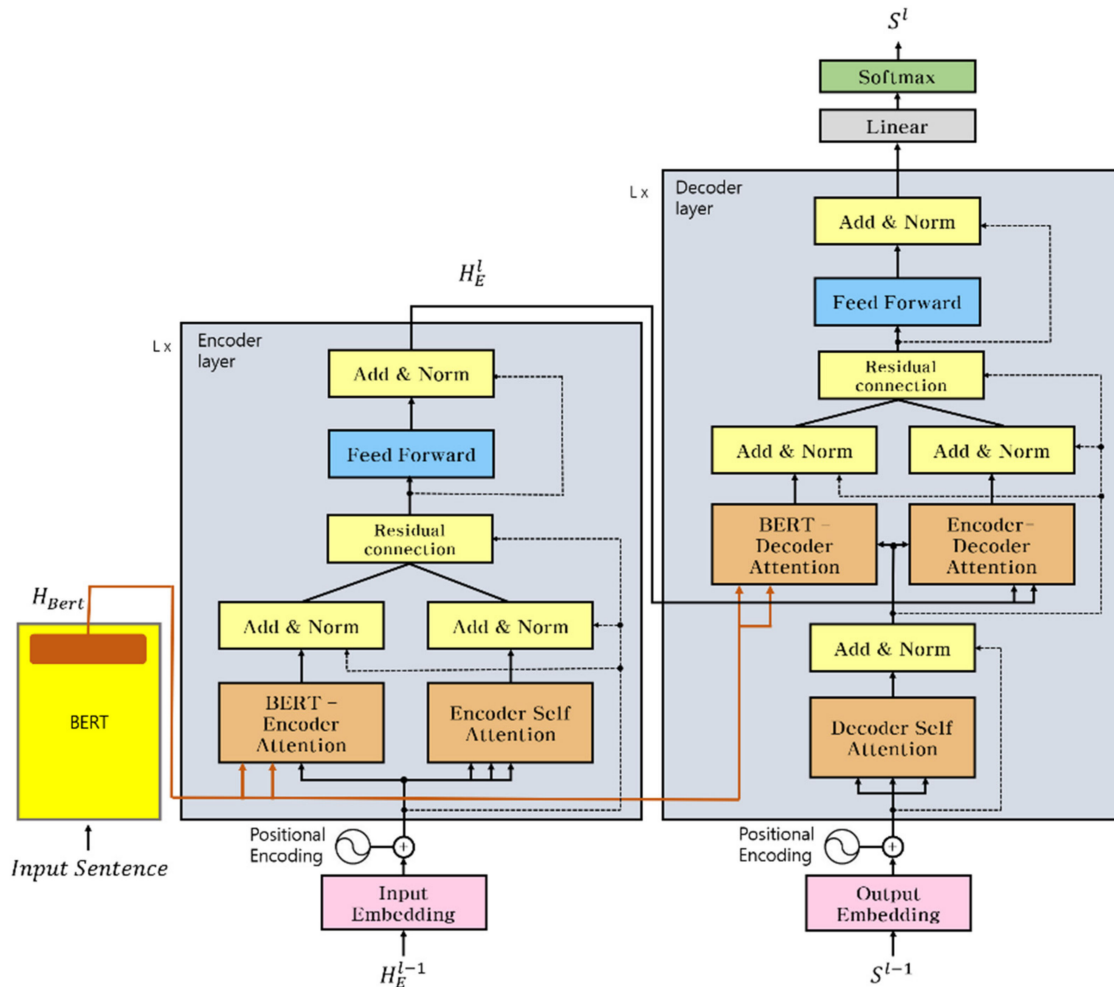 S^l
Softmax
Linear
L x
Decoder
layer
Add & Norm
Feed Forward
Residual
connection
Add & Norm
Add & Norm
BERT –
Decoder
Attention
Encoder–
Decoder
Attention
Add & Norm
Decoder Self
Attention
Positional
Encoding
+
Output
Embedding
S^{l-1}
H_E^l
L x
Encoder
layer
Add & Norm
Feed Forward
Residual
connection
Add & Norm
Add & Norm
BERT –
Encoder
Attention
Encoder Self
Attention
Positional
Encoding
+
Input
Embedding
H_E^{l-1}
H_{Bert}
BERT
Input Sentence